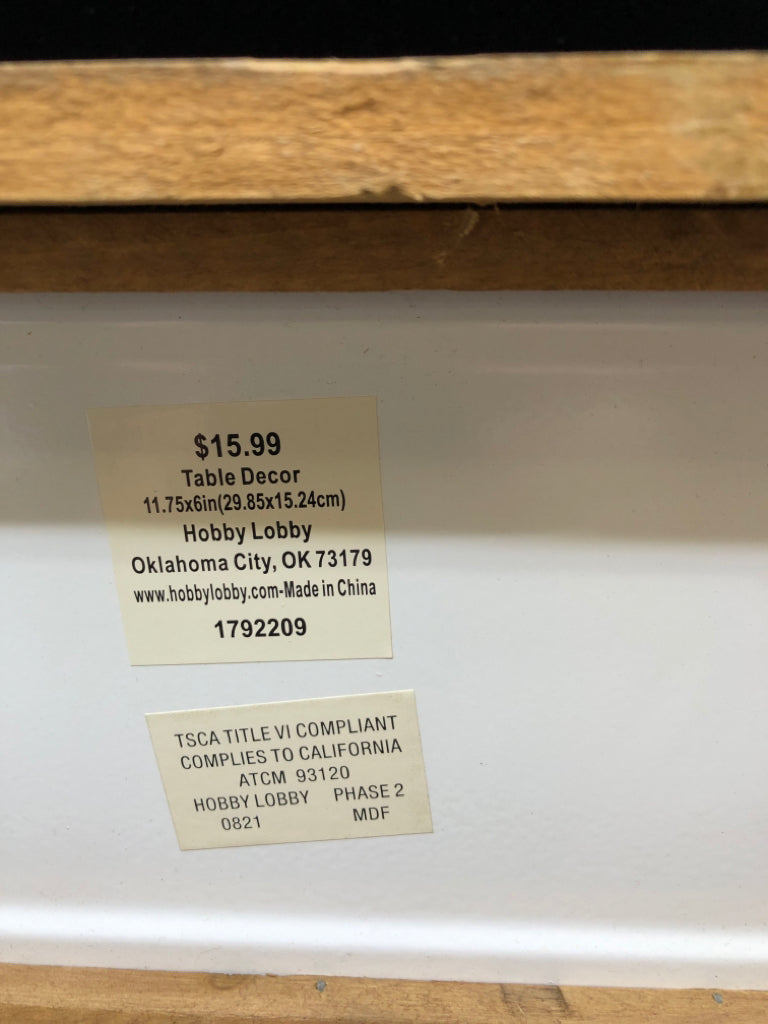 $15.99
Table Decor
11.75x6in(29.85x15.24cm)
Hobby Lobby
Oklahoma City, OK 73179
www.hobbylobby.com-Made in China
1792209
TSCA TITLE VI COMPLIANT
COMPLIES TO CALIFORNIA
ATCM 93120
HOBBY LOBBY PHASE 2
0821 MDF